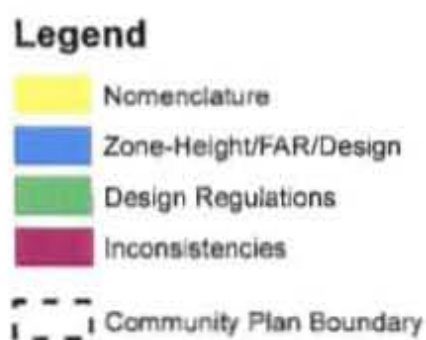 Legend
Nomenclature
Zone-Height/FAR/Design
Design Regulations
Inconsistencies
Community Plan Boundary